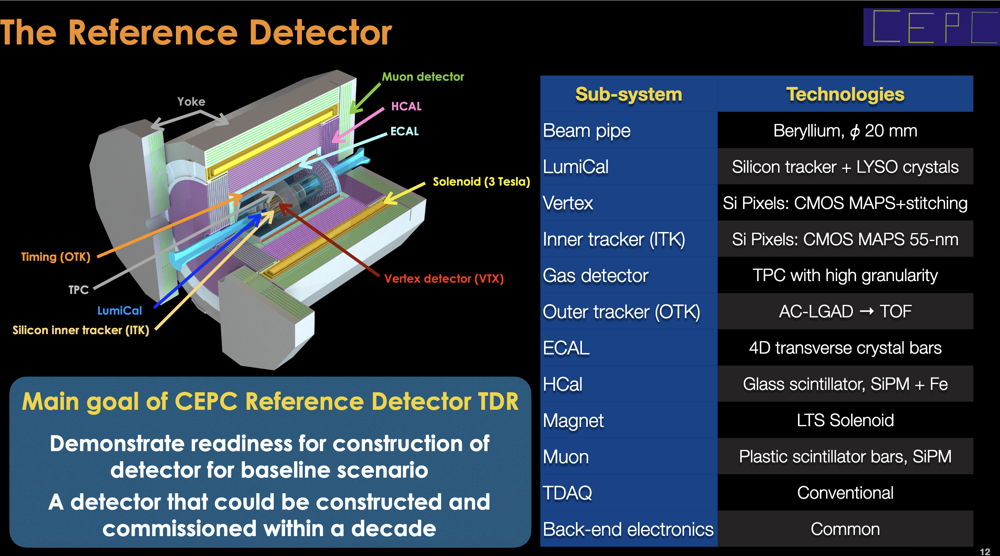 The Reference Detector
CEPC
Muon detector
Yoke
HCAL
ECAL
Solenoid (3 Tesla)
Timing (OTK)
Vertex detector (VTX)
TPC
LumiCal
Silicon inner tracker (ITK)
Main goal of CEPC Reference Detector TDR
Demonstrate readiness for construction of
detector for baseline scenario
A detector that could be constructed and
commissioned within a decade
Sub-system Technologies
Beam pipe Beryllium, ϕ 20 mm
LumiCal Silicon tracker + LYSO crystals
Vertex Si Pixels: CMOS MAPS+stitching
Inner tracker (ITK) Si Pixels: CMOS MAPS 55-nm
Gas detector TPC with high granularity
Outer tracker (OTK) AC-LGAD → TOF
ECAL 4D transverse crystal bars
HCal Glass scintillator, SiPM + Fe
Magnet LTS Solenoid
Muon Plastic scintillator bars, SiPM
TDAQ Conventional
Back-end electronics Common
12